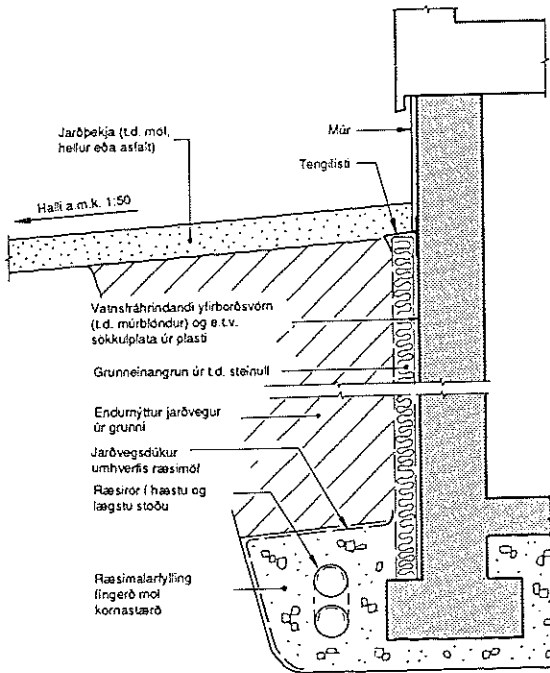 Jarðþekja (t.d. möl,
hellur eða asfalt)
Múr
Tengilisti
Halli a.m.k. 1:50
Vatnsfráhrindandi yfirborðsvörn
(t.d. múrblöndur) og e.t.v.
sökkulplata úr plasti
Grunneinangrun úr t.d. steinull
Endurnýttur jarðvegur
úr grunni
Jarðvegsdúkur
umhverfis ræsimöl
Ræsirör í hæstu og
lægstu stöðu
Ræsimalarfylling
fíngerð möl
kornastærð